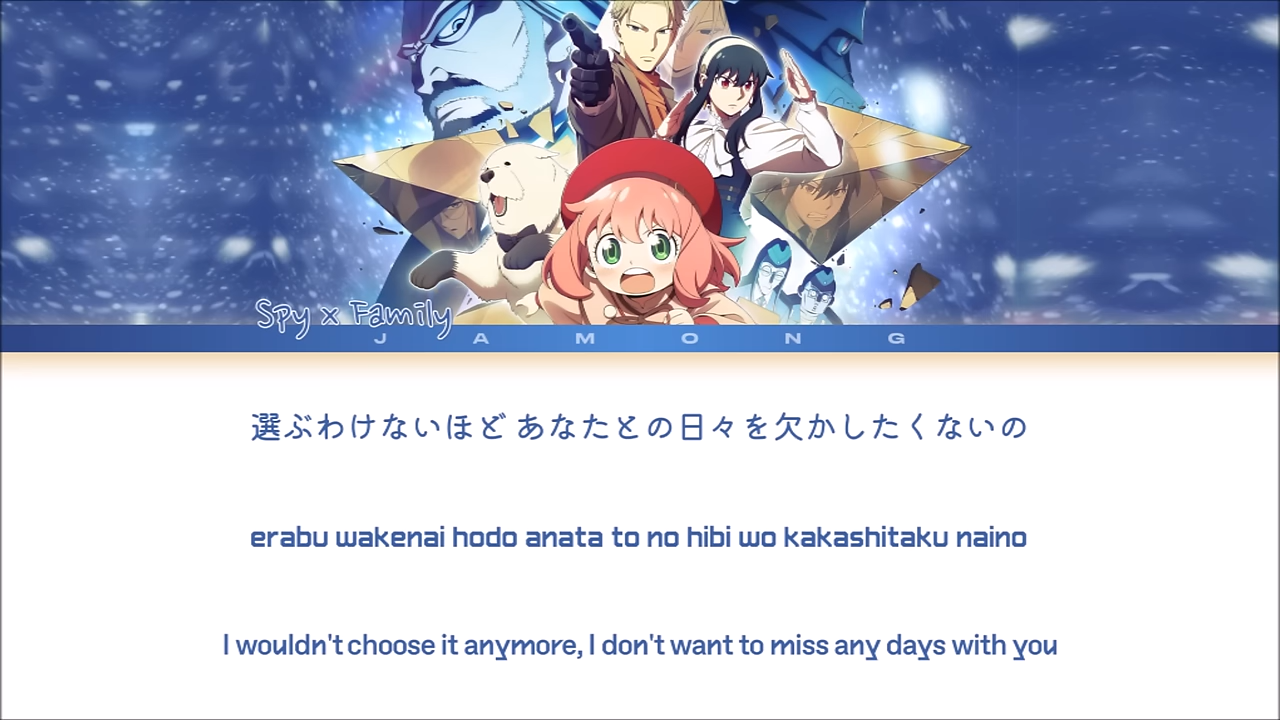 Spy x Family
JAMONG
選ぶわけないほど あなたとの日々を欠かしたくないの
erabu wakenai hodo anata to no hibi wo kakashitaku naino
I wouldn't choose it anymore, I don't want to miss any days with you